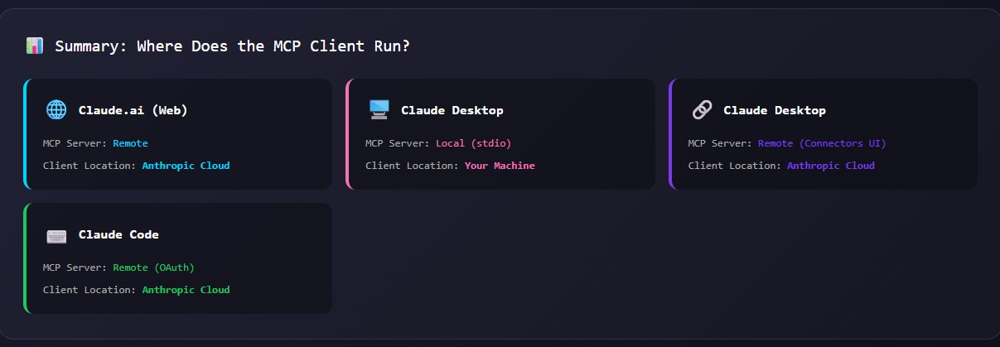 Summary: Where Does the MCP Client Run?
Claude.ai (Web)
MCP Server: Remote
Client Location: Anthropic Cloud
Claude Desktop
MCP Server: Local (stdio)
Client Location: Your Machine
Claude Desktop
MCP Server: Remote (Connectors UI)
Client Location: Anthropic Cloud
Claude Code
MCP Server: Remote (OAuth)
Client Location: Anthropic Cloud